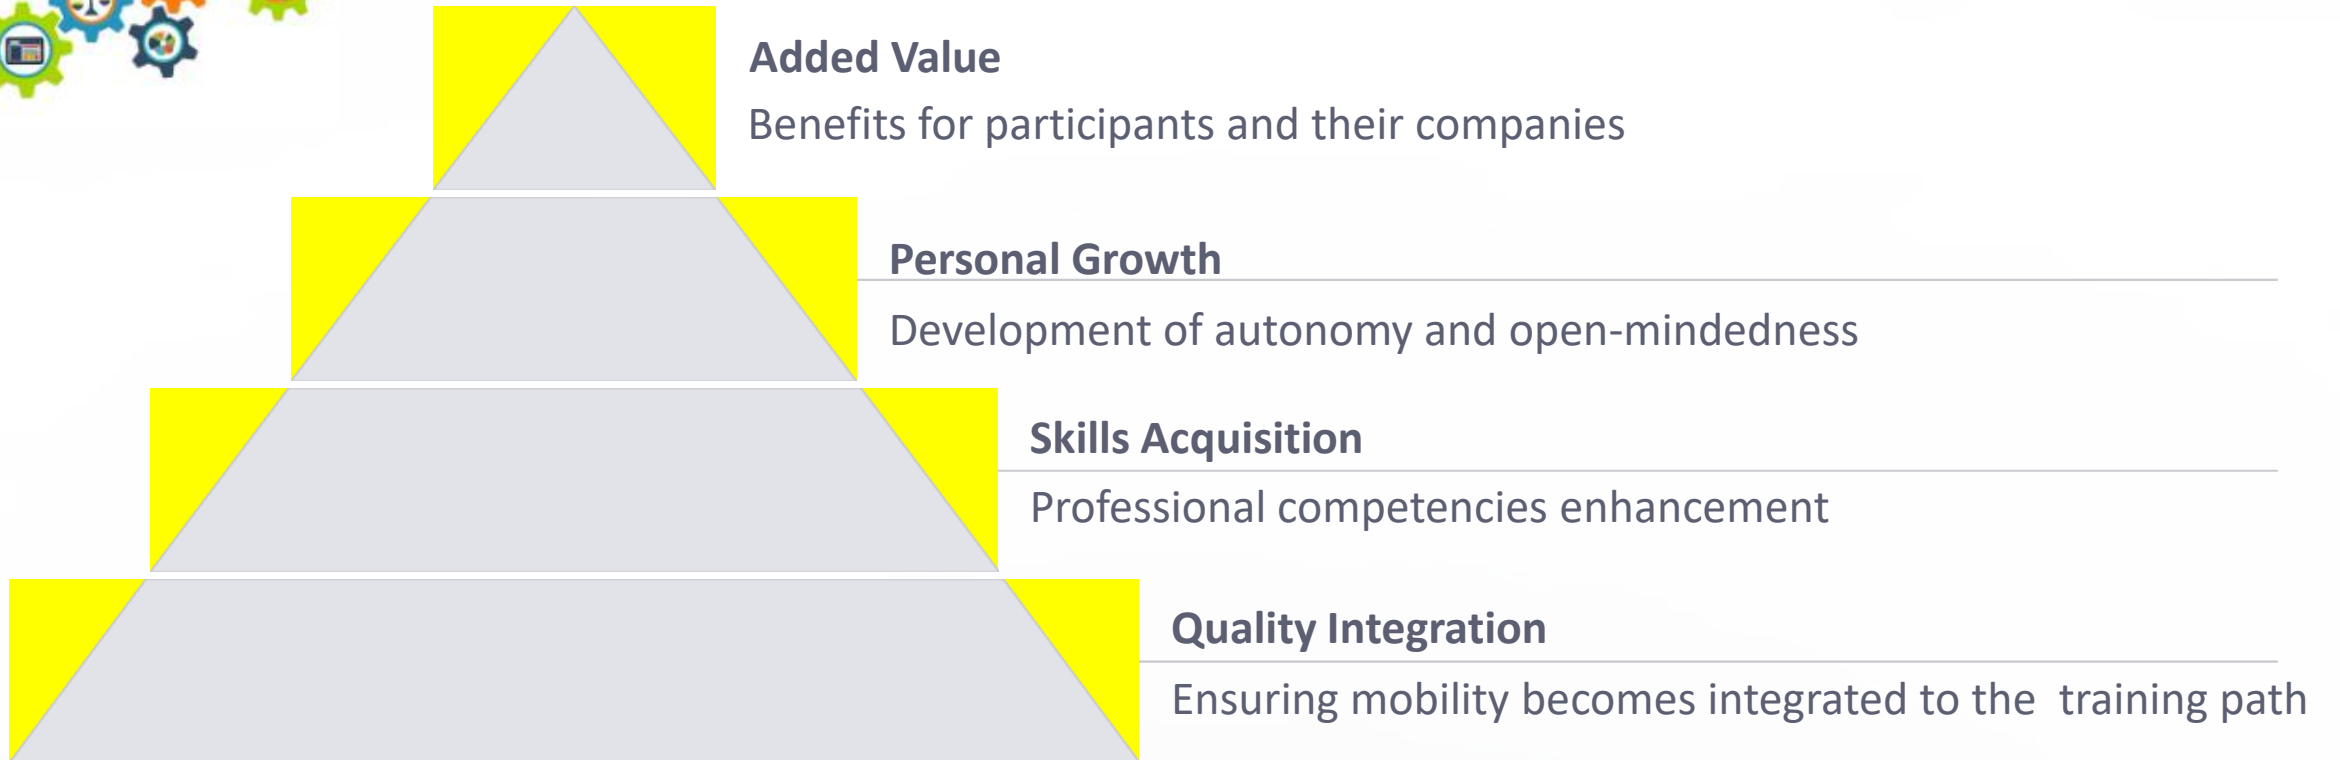 Added Value
Benefits for participants and their companies
Personal Growth
Development of autonomy and open-mindedness
Skills Acquisition
Professional competencies enhancement
Quality Integration
Ensuring mobility becomes integrated to the  training path